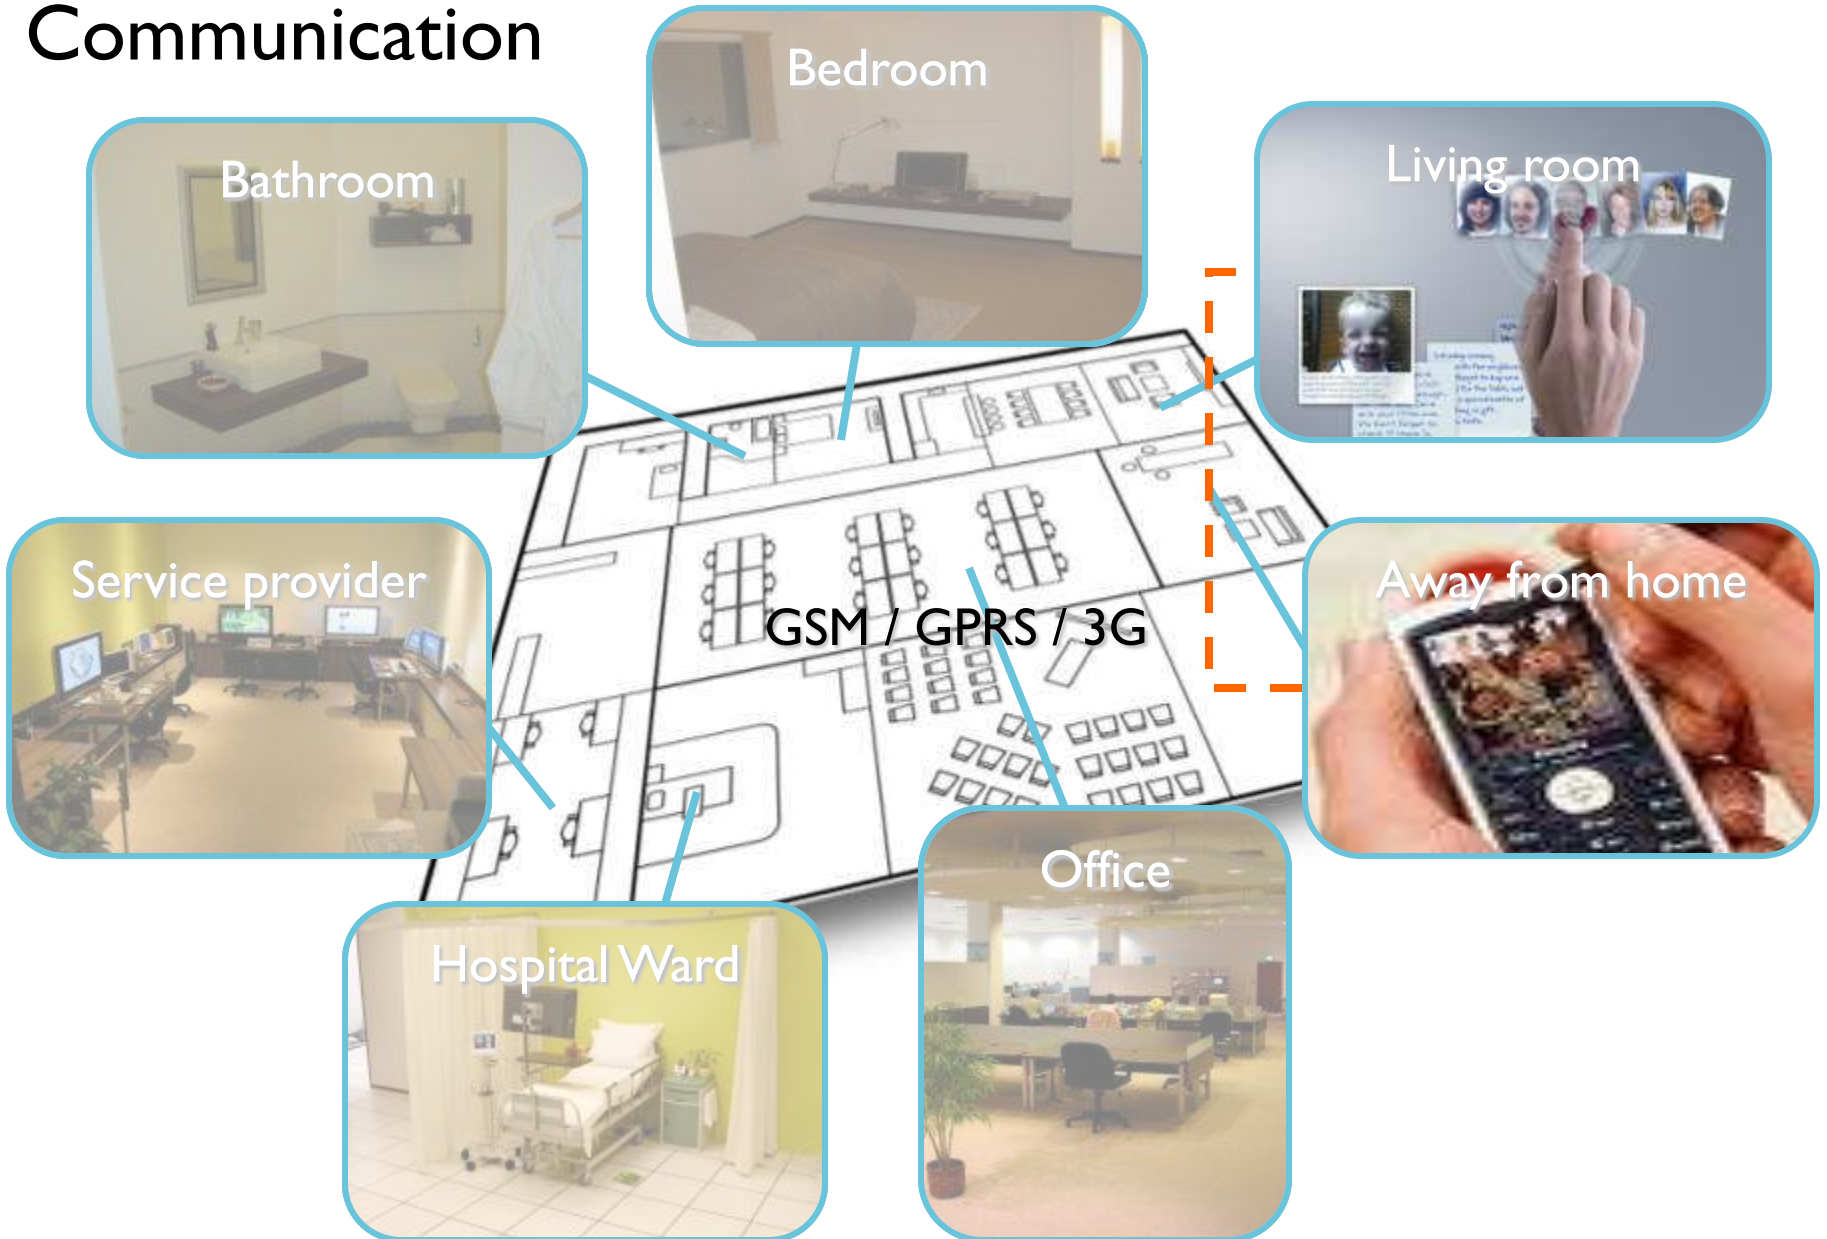 Communication
Bedroom
Living room
Bathroom
Service provider
Away from home
GSM / GPRS / 3G
Office
Hospital Ward